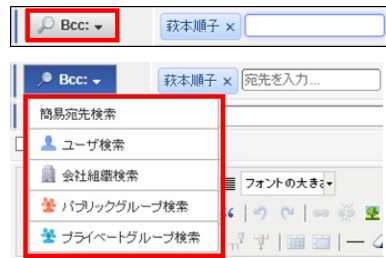 Bcc: 萩本順子 ×
Bcc: 萩本順子 × 宛先を入力...
簡易宛先検索
ユーザ検索
会社組織検索
パブリックグループ検索
プライベートグループ検索
フォントの大きさ